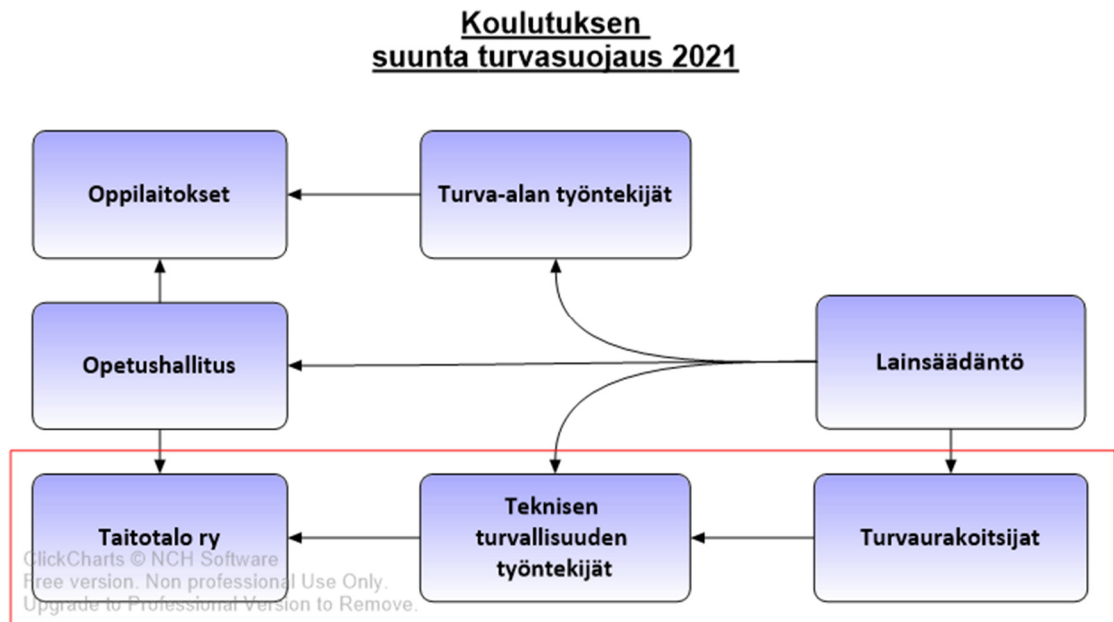 Koulutuksen
suunta turvasuojaus 2021
Oppilaitokset
Turva-alan työntekijät
Opetushallitus
Lainsäädäntö
Taitotalo ry
Teknisen
turvallisuuden
työntekijät
Turvaurakoitsijat
ClickCharts © NCH Software
Free version. Non professional Use Only.
Upgrade to Professional Version to Remove.